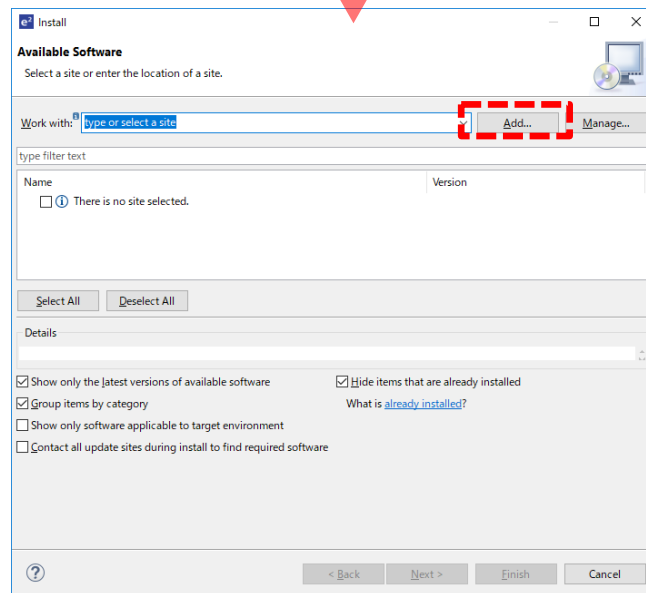 e² Install
Available Software
Select a site or enter the location of a site.
Work with: type or select a site Add... Manage...
type filter text
Name Version
There is no site selected.
Select All Deselect All
Details
Show only the latest versions of available software Hide items that are already installed
Group items by category What is already installed?
Show only software applicable to target environment
Contact all update sites during install to find required software
? < Back Next > Finish Cancel